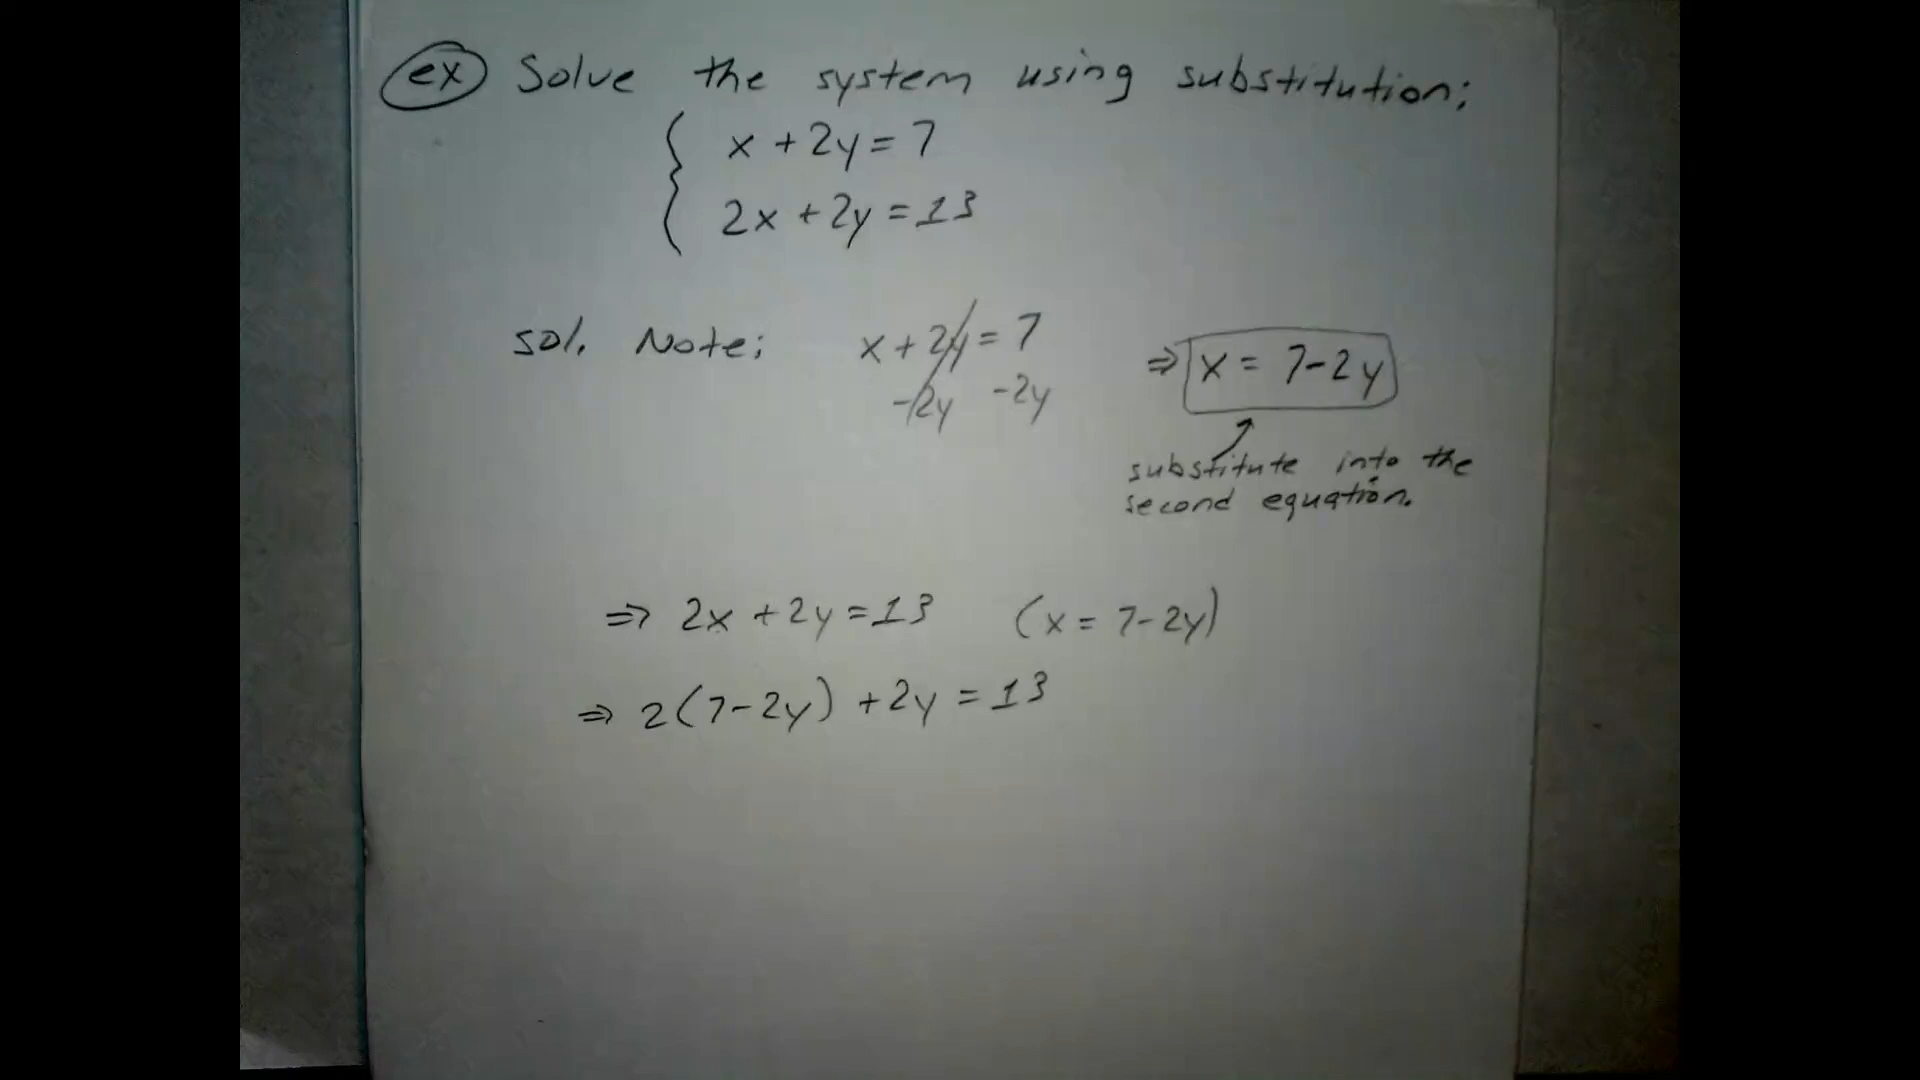 ex Solve the system using substitution:
x + 2y = 7
2x + 2y = 13
sol. Note: x + 2y = 7 ⇒ x = 7 - 2y
-2y -2y
substitute into the
second equation.
⇒ 2x + 2y = 13 (x = 7 - 2y)
⇒ 2(7 - 2y) + 2y = 13